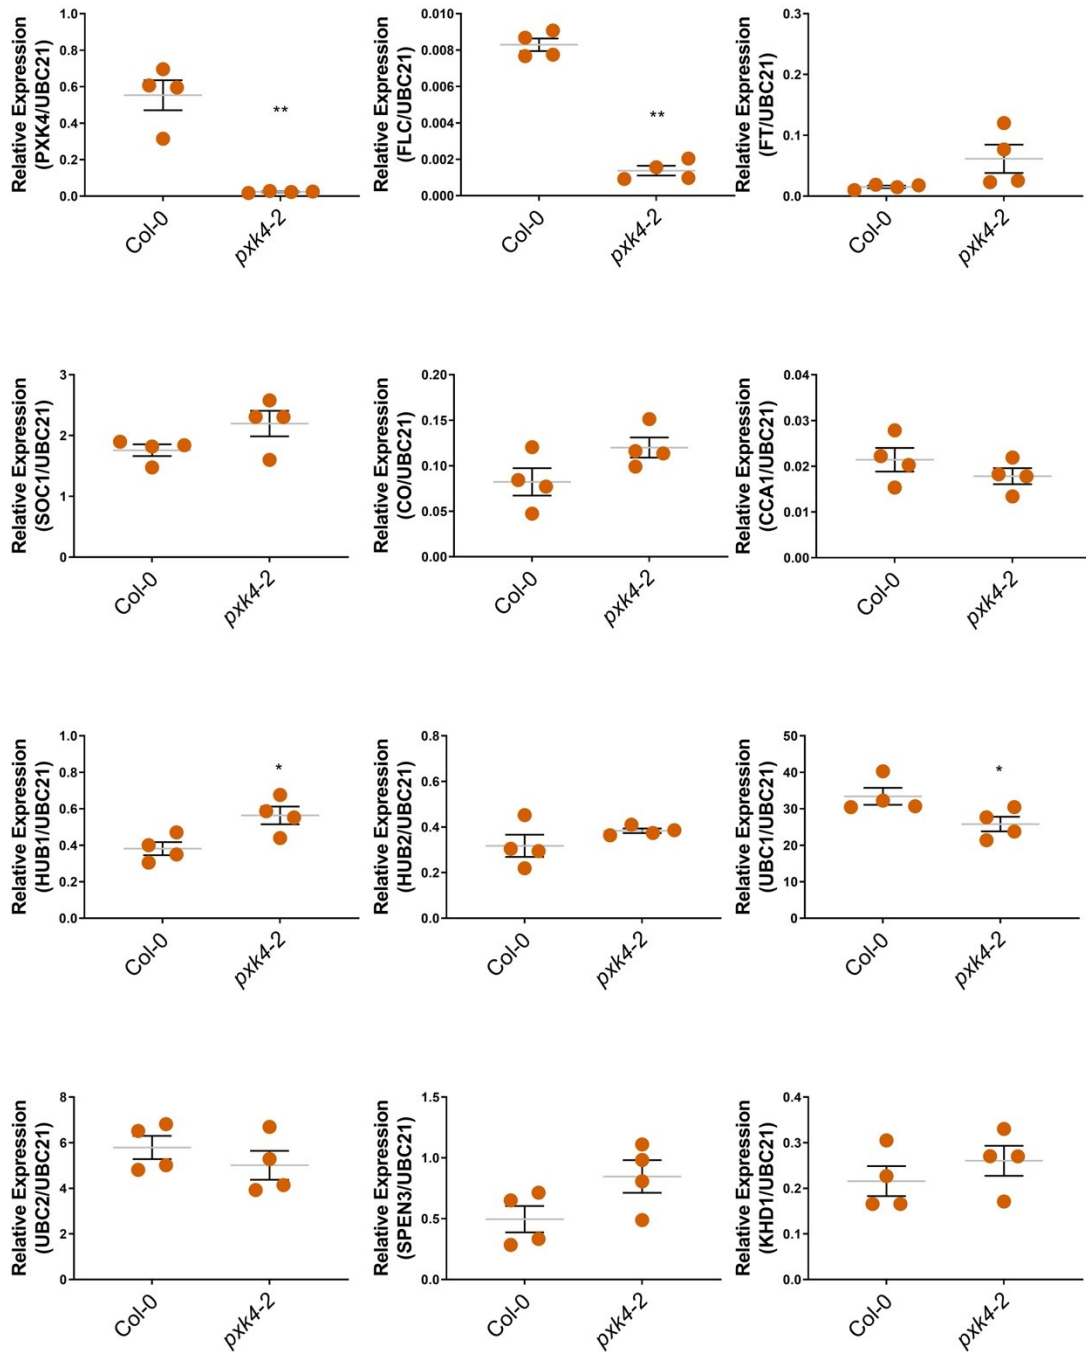 Relative Expression
(PXK4/UBC21)
1.0
0.8
0.6
0.4
0.2
0.0
**
Col-0
pxk4-2
Relative Expression
(FLC/UBC21)
0.010
0.008
0.006
0.004
0.002
0.000
**
Col-0
pxk4-2
Relative Expression
(FT/UBC21)
0.3
0.2
0.1
0.0
Col-0
pxk4-2
Relative Expression
(SOC1/UBC21)
3
2
1
0
Col-0
pxk4-2
Relative Expression
(CO/UBC21)
0.20
0.15
0.10
0.05
0.00
Col-0
pxk4-2
Relative Expression
(CCA1/UBC21)
0.04
0.03
0.02
0.01
0.00
Col-0
pxk4-2
Relative Expression
(HUB1/UBC21)
1.0
0.8
0.6
0.4
0.2
0.0
*
Col-0
pxk4-2
Relative Expression
(HUB2/UBC21)
0.8
0.6
0.4
0.2
0.0
Col-0
pxk4-2
Relative Expression
(UBC1/UBC21)
50
40
30
20
10
0
*
Col-0
pxk4-2
Relative Expression
(UBC2/UBC21)
8
6
4
2
0
Col-0
pxk4-2
Relative Expression
(SPEN3/UBC21)
1.5
1.0
0.5
0.0
Col-0
pxk4-2
Relative Expression
(KHD1/UBC21)
0.4
0.3
0.2
0.1
0.0
Col-0
pxk4-2